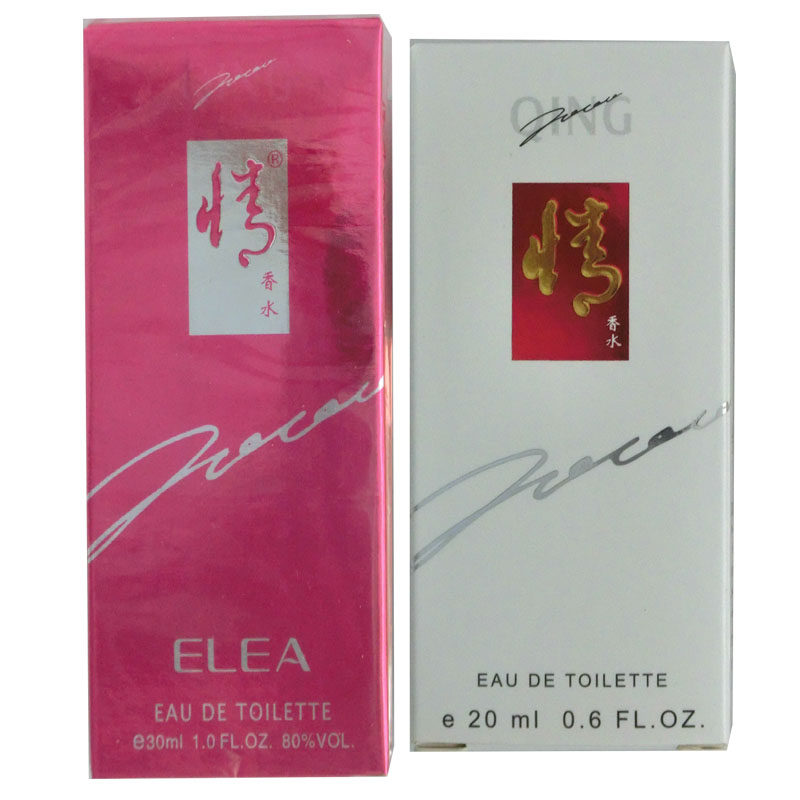 情®
香水
ELEA
EAU DE TOILETTE
e30ml 1.0 FL.OZ. 80%VOL.
QING
情
香水
EAU DE TOILETTE
e 20 ml 0.6 FL.OZ.